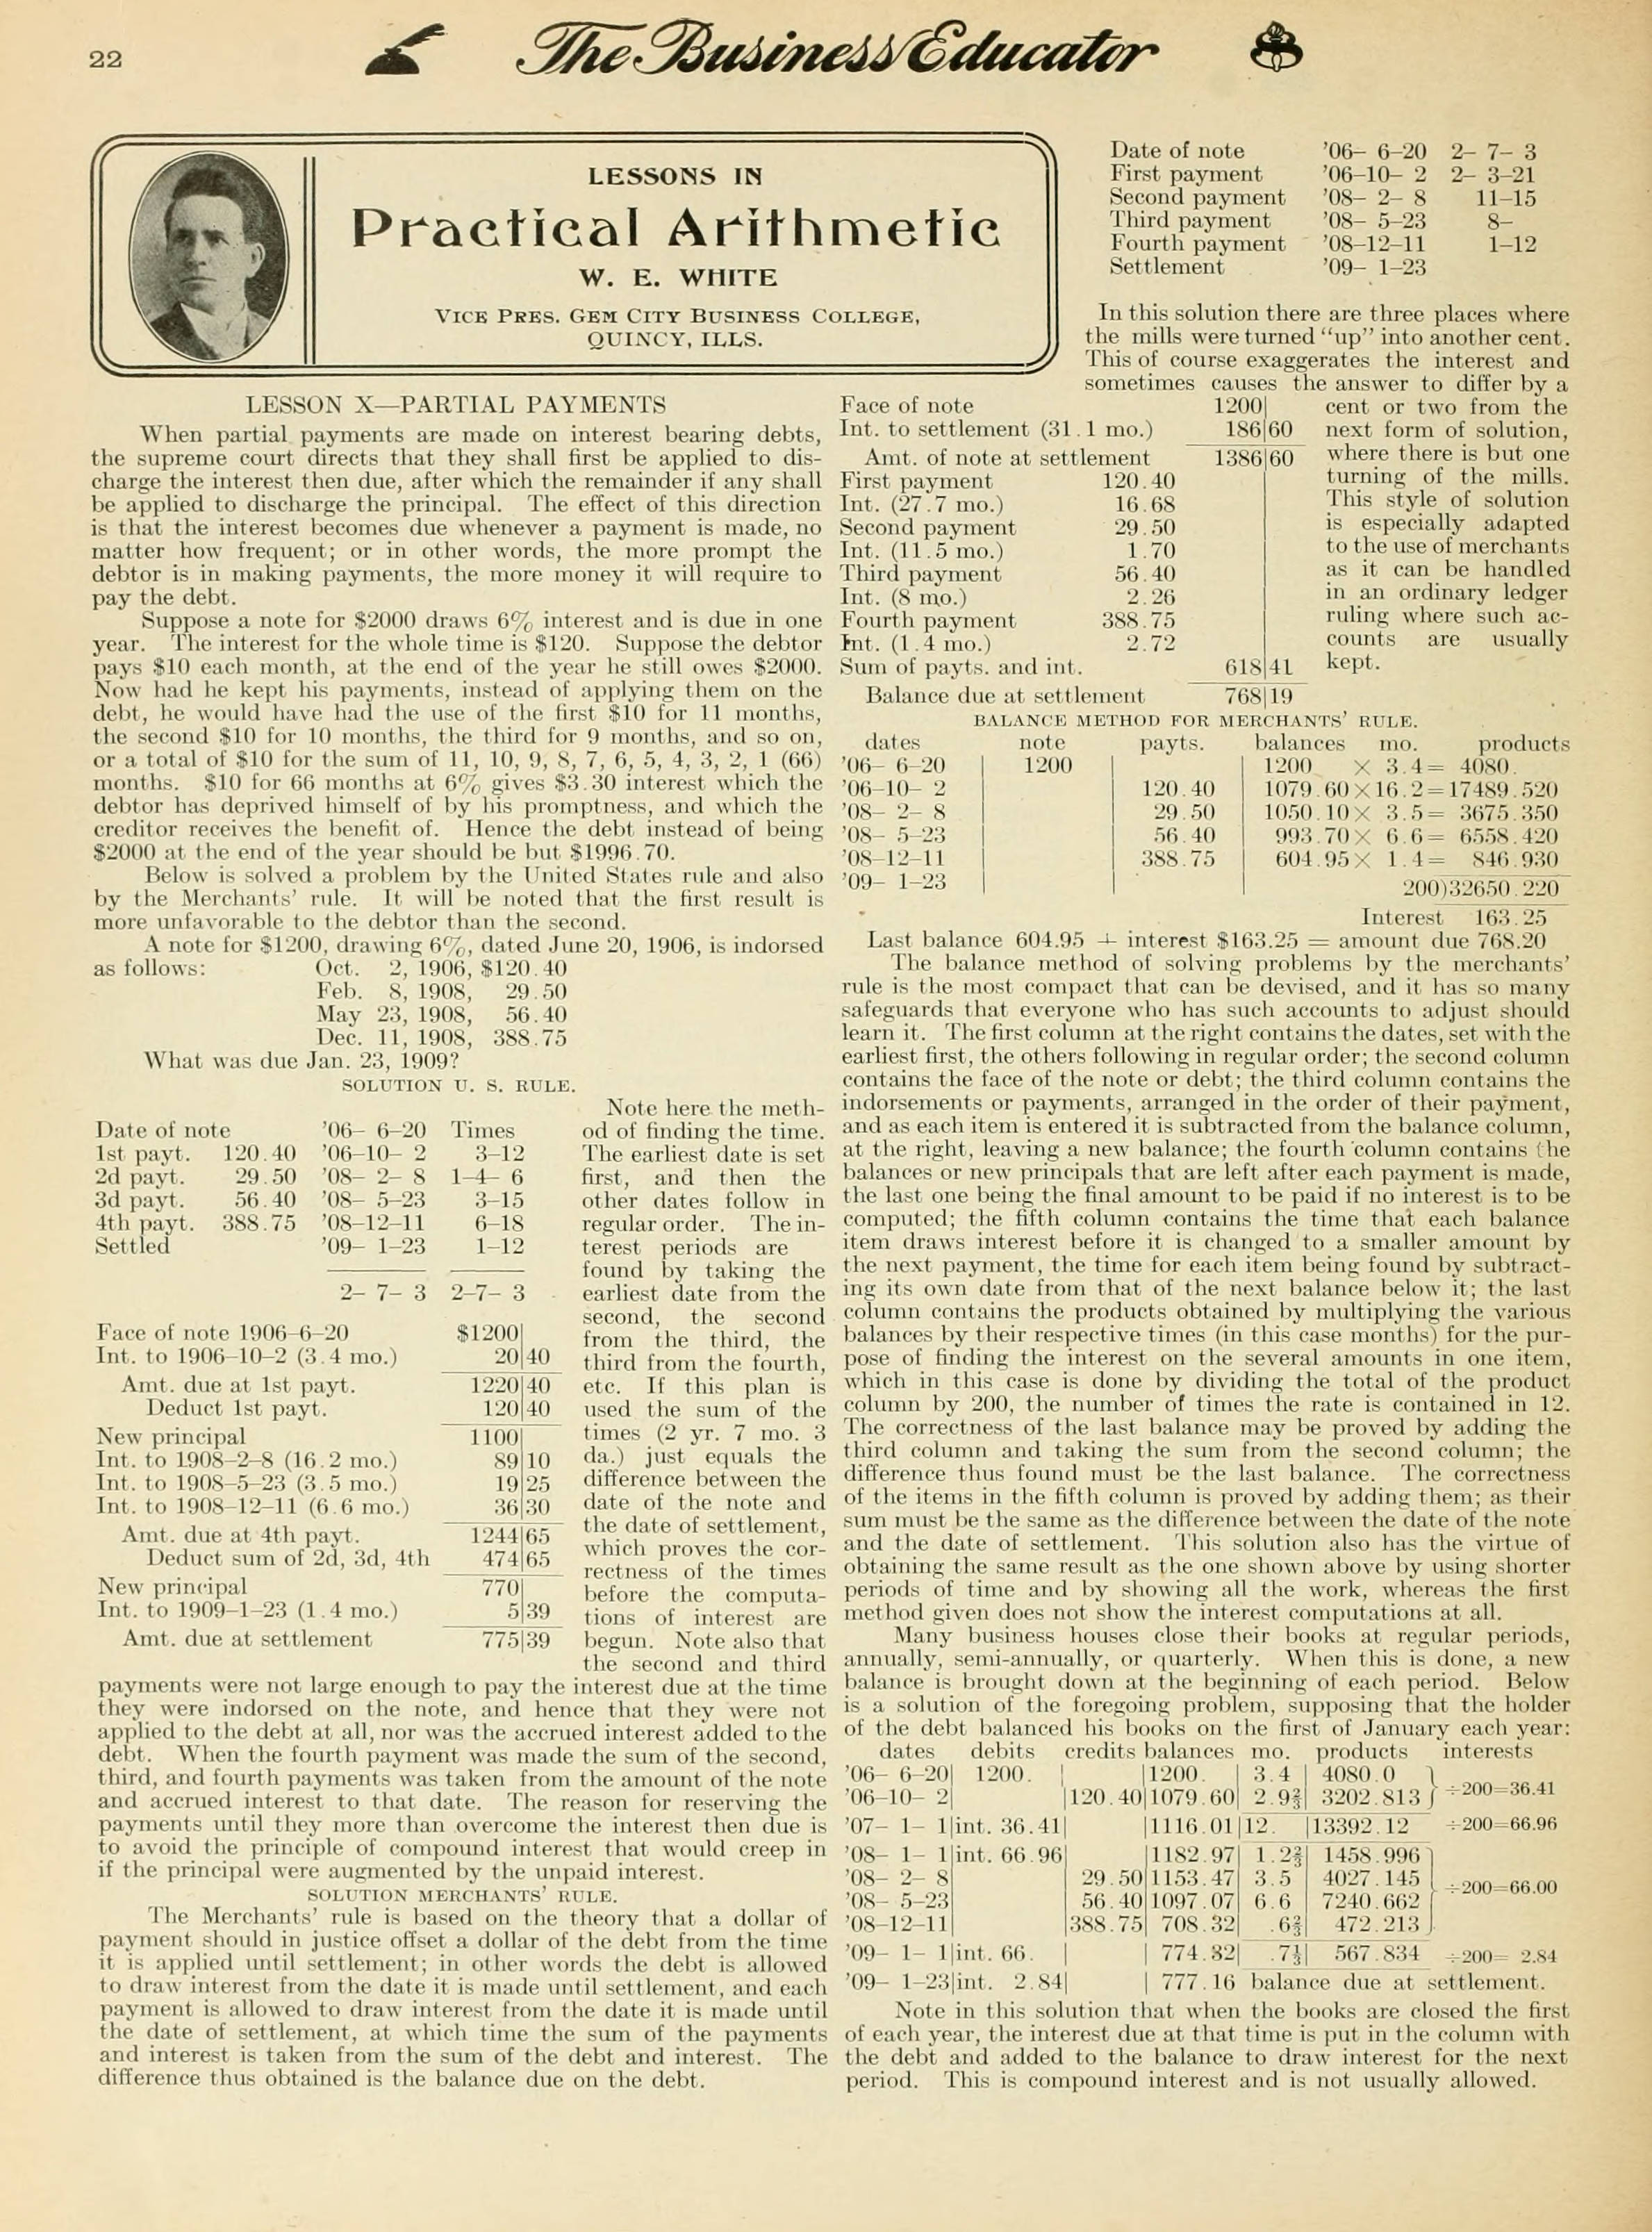 22
The Business Educator
LESSONS IN
Practical Arithmetic
W. E. WHITE
VICE PRES. GEM CITY BUSINESS COLLEGE,
QUINCY, ILLS.
LESSON X—PARTIAL PAYMENTS
When partial payments are made on interest bearing debts,
the supreme court directs that they shall first be applied to dis-
charge the interest then due, after which the remainder if any shall
be applied to discharge the principal. The effect of this direction
is that the interest becomes due whenever a payment is made, no
matter how frequent; or in other words, the more prompt the
debtor is in making payments, the more money it will require to
pay the debt.
Suppose a note for $2000 draws 6% interest and is due in one
year. The interest for the whole time is $120. Suppose the debtor
pays $10 each month, at the end of the year he still owes $2000.
Now had he kept his payments, instead of applying them on the
debt, he would have had the use of the first $10 for 11 months,
the second $10 for 10 months, the third for 9 months, and so on,
or a total of $10 for the sum of 11, 10, 9, 8, 7, 6, 5, 4, 3, 2, 1 (66)
months. $10 for 66 months at 6% gives $3.30 interest which the
debtor has deprived himself of by his promptness, and which the
creditor receives the benefit of. Hence the debt instead of being
$2000 at the end of the year should be but $1996.70.
Below is solved a problem by the United States rule and also
by the Merchants' rule. It will be noted that the first result is
more unfavorable to the debtor than the second.
A note for $1200, drawing 6%, dated June 20, 1906, is indorsed
as follows: Oct. 2, 1906, $120.40
Feb. 8, 1908, 29.50
May 23, 1908, 56.40
Dec. 11, 1908, 388.75
What was due Jan. 23, 1909?
SOLUTION U. S. RULE.
Date of note '06– 6–20 Times
1st payt. 120.40 '06–10– 2 3–12
2d payt. 29.50 '08– 2– 8 1–4– 6
3d payt. 56.40 '08– 5–23 3–15
4th payt. 388.75 '08–12–11 6–18
Settled '09– 1–23 1–12
2– 7– 3 2–7– 3
Face of note 1906–6–20 $1200|
Int. to 1906–10–2 (3.4 mo.) 20|40
Amt. due at 1st payt. 1220|40
Deduct 1st payt. 120|40
New principal 1100|
Int. to 1908–2–8 (16.2 mo.) 89|10
Int. to 1908–5–23 (3.5 mo.) 19|25
Int. to 1908–12–11 (6.6 mo.) 36|30
Amt. due at 4th payt. 1244|65
Deduct sum of 2d, 3d, 4th 474|65
New principal 770|
Int. to 1909–1–23 (1.4 mo.) 5|39
Amt. due at settlement 775|39
Note here the meth-
od of finding the time.
The earliest date is set
first, and then the
other dates follow in
regular order. The in-
terest periods are
found by taking the
earliest date from the
second, the second
from the third, the
third from the fourth,
etc. If this plan is
used the sum of the
times (2 yr. 7 mo. 3
da.) just equals the
difference between the
date of the note and
the date of settlement,
which proves the cor-
rectness of the times
before the computa-
tions of interest are
begun. Note also that
the second and third
payments were not large enough to pay the interest due at the time
they were indorsed on the note, and hence that they were not
applied to the debt at all, nor was the accrued interest added to the
debt. When the fourth payment was made the sum of the second,
third, and fourth payments was taken from the amount of the note
and accrued interest to that date. The reason for reserving the
payments until they more than overcome the interest then due is
to avoid the principle of compound interest that would creep in
if the principal were augmented by the unpaid interest.
SOLUTION MERCHANTS' RULE.
The Merchants' rule is based on the theory that a dollar of
payment should in justice offset a dollar of the debt from the time
it is applied until settlement; in other words the debt is allowed
to draw interest from the date it is made until settlement, and each
payment is allowed to draw interest from the date it is made until
the date of settlement, at which time the sum of the payments
and interest is taken from the sum of the debt and interest. The
difference thus obtained is the balance due on the debt.
Date of note '06– 6–20 2– 7– 3
First payment '06–10– 2 2– 3–21
Second payment '08– 2– 8 11–15
Third payment '08– 5–23 8–
Fourth payment '08–12–11 1–12
Settlement '09– 1–23
In this solution there are three places where
the mills were turned "up" into another cent.
This of course exaggerates the interest and
sometimes causes the answer to differ by a
cent or two from the
next form of solution,
where there is but one
turning of the mills.
This style of solution
is especially adapted
to the use of merchants
as it can be handled
in an ordinary ledger
ruling where such ac-
counts are usually
kept.
Face of note 1200|
Int. to settlement (31.1 mo.) 186|60
Amt. of note at settlement 1386|60
First payment 120.40
Int. (27.7 mo.) 16.68
Second payment 29.50
Int. (11.5 mo.) 1.70
Third payment 56.40
Int. (8 mo.) 2.26
Fourth payment 388.75
Int. (1.4 mo.) 2.72
Sum of payts. and int. 618|41
Balance due at settlement 768|19
BALANCE METHOD FOR MERCHANTS' RULE.
dates note payts. balances mo. products
'06– 6–20 | 1200 | | 1200 × 3.4= 4080.
'06–10– 2 120.40 1079.60×16.2=17489.520
'08– 2– 8 29.50 1050.10× 3.5= 3675.350
'08– 5–23 56.40 993.70× 6.6= 6558.420
'08–12–11 388.75 604.95× 1.4= 846.930
'09– 1–23 | | | 200)32650.220
Interest 163.25
Last balance 604.95 + interest $163.25 = amount due 768.20
The balance method of solving problems by the merchants'
rule is the most compact that can be devised, and it has so many
safeguards that everyone who has such accounts to adjust should
learn it. The first column at the right contains the dates, set with the
earliest first, the others following in regular order; the second column
contains the face of the note or debt; the third column contains the
indorsements or payments, arranged in the order of their payment,
and as each item is entered it is subtracted from the balance column,
at the right, leaving a new balance; the fourth column contains the
balances or new principals that are left after each payment is made,
the last one being the final amount to be paid if no interest is to be
computed; the fifth column contains the time that each balance
item draws interest before it is changed to a smaller amount by
the next payment, the time for each item being found by subtract-
ing its own date from that of the next balance below it; the last
column contains the products obtained by multiplying the various
balances by their respective times (in this case months) for the pur-
pose of finding the interest on the several amounts in one item,
which in this case is done by dividing the total of the product
column by 200, the number of times the rate is contained in 12.
The correctness of the last balance may be proved by adding the
third column and taking the sum from the second column; the
difference thus found must be the last balance. The correctness
of the items in the fifth column is proved by adding them; as their
sum must be the same as the difference between the date of the note
and the date of settlement. This solution also has the virtue of
obtaining the same result as the one shown above by using shorter
periods of time and by showing all the work, whereas the first
method given does not show the interest computations at all.
Many business houses close their books at regular periods,
annually, semi-annually, or quarterly. When this is done, a new
balance is brought down at the beginning of each period. Below
is a solution of the foregoing problem, supposing that the holder
of the debt balanced his books on the first of January each year:
dates debits credits balances mo. products interests
'06– 6–20| 1200. | |1200. | 3.4 | 4080.0
'06–10– 2| |120.40|1079.60| 2.9⅔| 3202.813 ÷200=36.41
'07– 1– 1|int. 36.41| |1116.01|12. |13392.12 ÷200=66.96
'08– 1– 1|int. 66.96| |1182.97| 1.2⅓| 1458.996
'08– 2– 8| 29.50|1153.47| 3.5 4027.145
'08– 5–23| 56.40|1097.07| 6.6 7240.662 ÷200=66.00
'08–12–11| |388.75| 708.32| .6⅔| 472.213
'09– 1– 1|int. 66. | | 774.32| .7⅓| 567.834 ÷200= 2.84
'09– 1–23|int. 2.84| | 777.16 balance due at settlement.
Note in this solution that when the books are closed the first
of each year, the interest due at that time is put in the column with
the debt and added to the balance to draw interest for the next
period. This is compound interest and is not usually allowed.